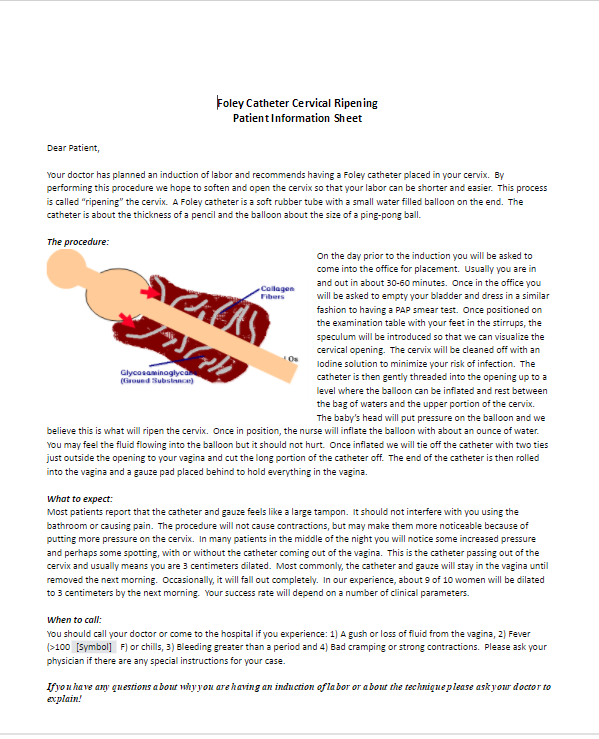 Foley Catheter Cervical Ripening
Patient Information Sheet
Dear Patient,
Your doctor has planned an induction of labor and recommends having a Foley catheter placed in your cervix. By
performing this procedure we hope to soften and open the cervix so that your labor can be shorter and easier. This process
is called “ripening” the cervix. A Foley catheter is a soft rubber tube with a small water filled balloon on the end. The
catheter is about the thickness of a pencil and the balloon about the size of a ping-pong ball.
The procedure:
Collagen
Fibers
Os
Glycosaminoglycans
(Ground Substance)
On the day prior to the induction you will be asked to
come into the office for placement. Usually you are in
and out in about 30-60 minutes. Once in the office you
will be asked to empty your bladder and dress in a similar
fashion to having a PAP smear test. Once positioned on
the examination table with your feet in the stirrups, the
speculum will be introduced so that we can visualize the
cervical opening. The cervix will be cleaned off with an
Iodine solution to minimize your risk of infection. The
catheter is then gently threaded into the opening up to a
level where the balloon can be inflated and rest between
the bag of waters and the upper portion of the cervix.
The baby’s head will put pressure on the balloon and we
believe this is what will ripen the cervix. Once in position, the nurse will inflate the balloon with about an ounce of water.
You may feel the fluid flowing into the balloon but it should not hurt. Once inflated we will tie off the catheter with two ties
just outside the opening to your vagina and cut the long portion of the catheter off. The end of the catheter is then rolled
into the vagina and a gauze pad placed behind to hold everything in the vagina.
What to expect:
Most patients report that the catheter and gauze feels like a large tampon. It should not interfere with you using the
bathroom or causing pain. The procedure will not cause contractions, but may make them more noticeable because of
putting more pressure on the cervix. In many patients in the middle of the night you will notice some increased pressure
and perhaps some spotting, with or without the catheter coming out of the vagina. This is the catheter passing out of the
cervix and usually means you are 3 centimeters dilated. Most commonly, the catheter and gauze will stay in the vagina until
removed the next morning. Occasionally, it will fall out completely. In our experience, about 9 of 10 women will be dilated
to 3 centimeters by the next morning. Your success rate will depend on a number of clinical parameters.
When to call:
You should call your doctor or come to the hospital if you experience: 1) A gush or loss of fluid from the vagina, 2) Fever
(>100 [Symbol] F) or chills, 3) Bleeding greater than a period and 4) Bad cramping or strong contractions. Please ask your
physician if there are any special instructions for your case.
If you have any questions about why you are having an induction of labor or about the technique please ask your doctor to
explain!